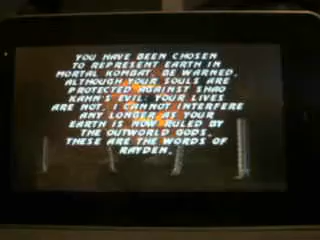 YOU HAVE BEEN CHOSEN
TO REPRESENT EARTH IN
MORTAL KOMBAT. BE WARNED,
ALTHOUGH YOUR SOULS ARE
PROTECTED AGAINST SHAO
KAHN'S EVIL. YOUR LIVES
ARE NOT. I CANNOT INTERFERE
ANY LONGER AS YOUR
EARTH IS NOW RULED BY
THE OUTWORLD GODS.
THESE ARE THE WORDS OF
RAYDEN.